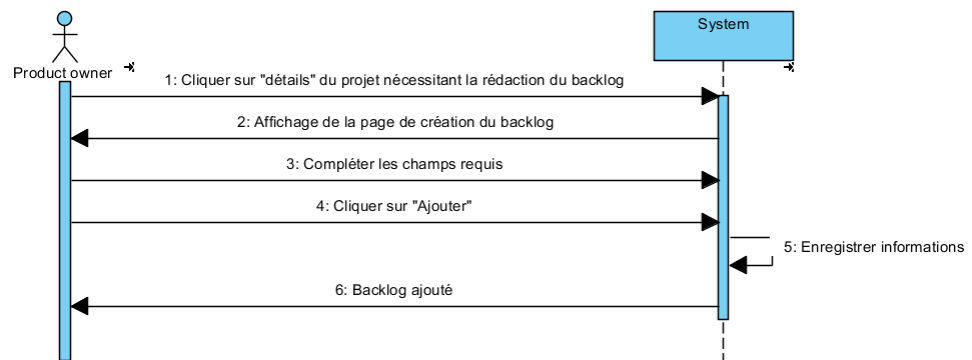 System
Product owner
1: Cliquer sur "détails" du projet nécessitant la rédaction du backlog
2: Affichage de la page de création du backlog
3: Compléter les champs requis
4: Cliquer sur "Ajouter"
5: Enregistrer informations
6: Backlog ajouté